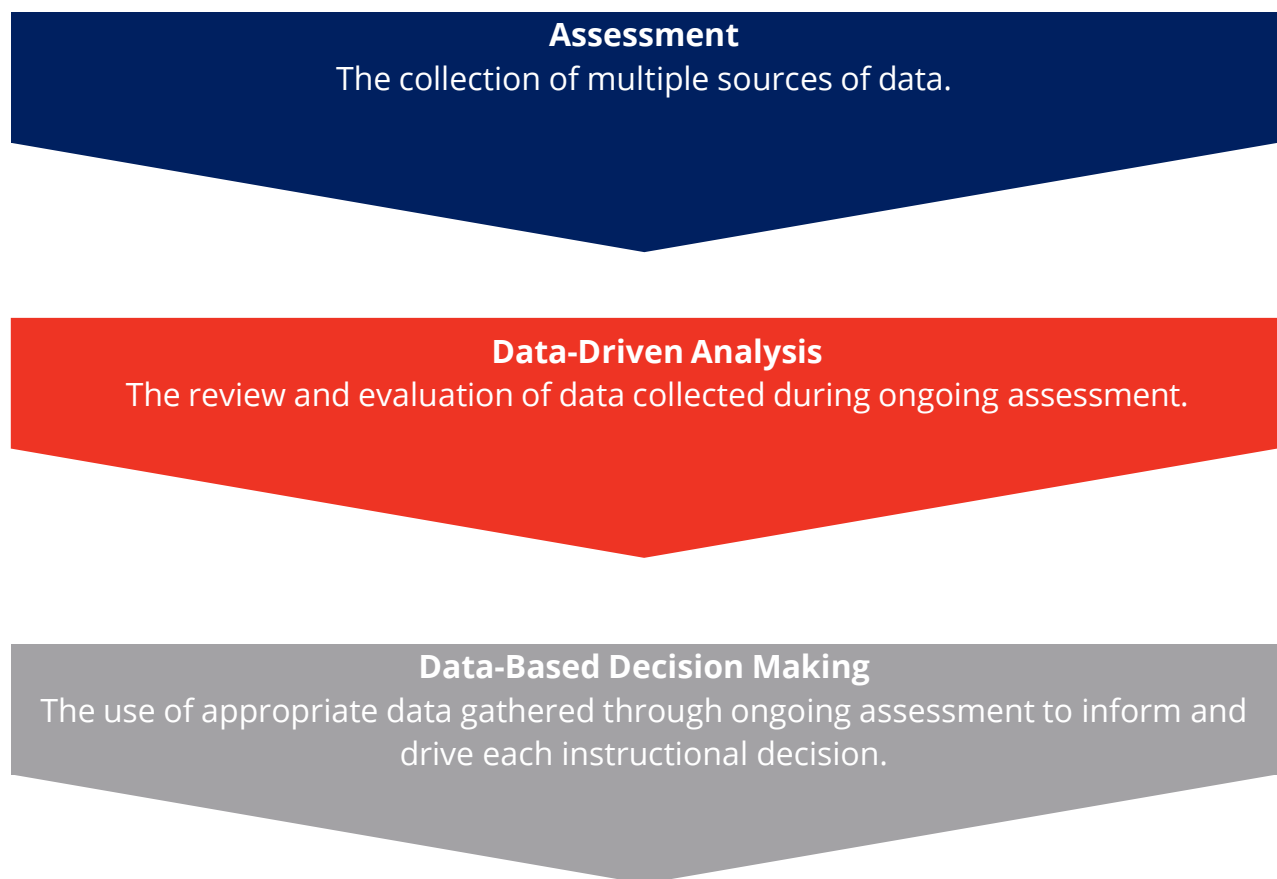 Assessment
The collection of multiple sources of data.
Data-Driven Analysis
The review and evaluation of data collected during ongoing assessment.
Data-Based Decision Making
The use of appropriate data gathered through ongoing assessment to inform and
drive each instructional decision.